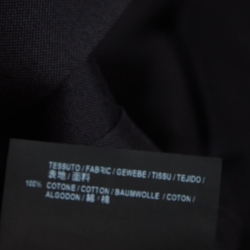 TESSUTO / FABRIC / GEWEBE / TISSU / TEJIDO /
表地 / 面料
100% COTONE / COTTON / BAUMWOLLE / COTON /
ALGODON / 綿 / 棉